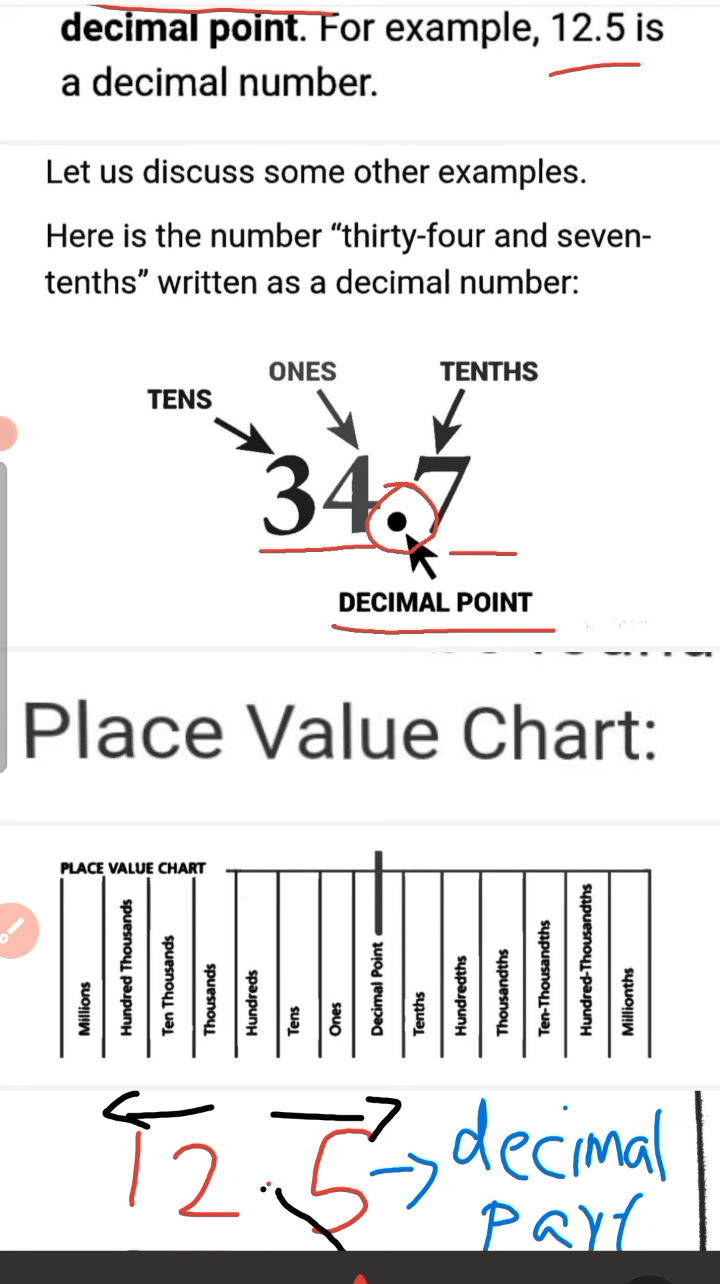 decimal point. For example, 12.5 is
a decimal number.
Let us discuss some other examples.
Here is the number “thirty-four and seven-
tenths” written as a decimal number:
ONES TENTHS
TENS
34.7
DECIMAL POINT
Place Value Chart:
PLACE VALUE CHART
Millions
Hundred Thousands
Ten Thousands
Thousands
Hundreds
Tens
Ones
Decimal Point
Tenths
Hundredths
Thousandths
Ten-Thousandths
Hundred-Thousandths
Millionths
12.5 → decimal
part